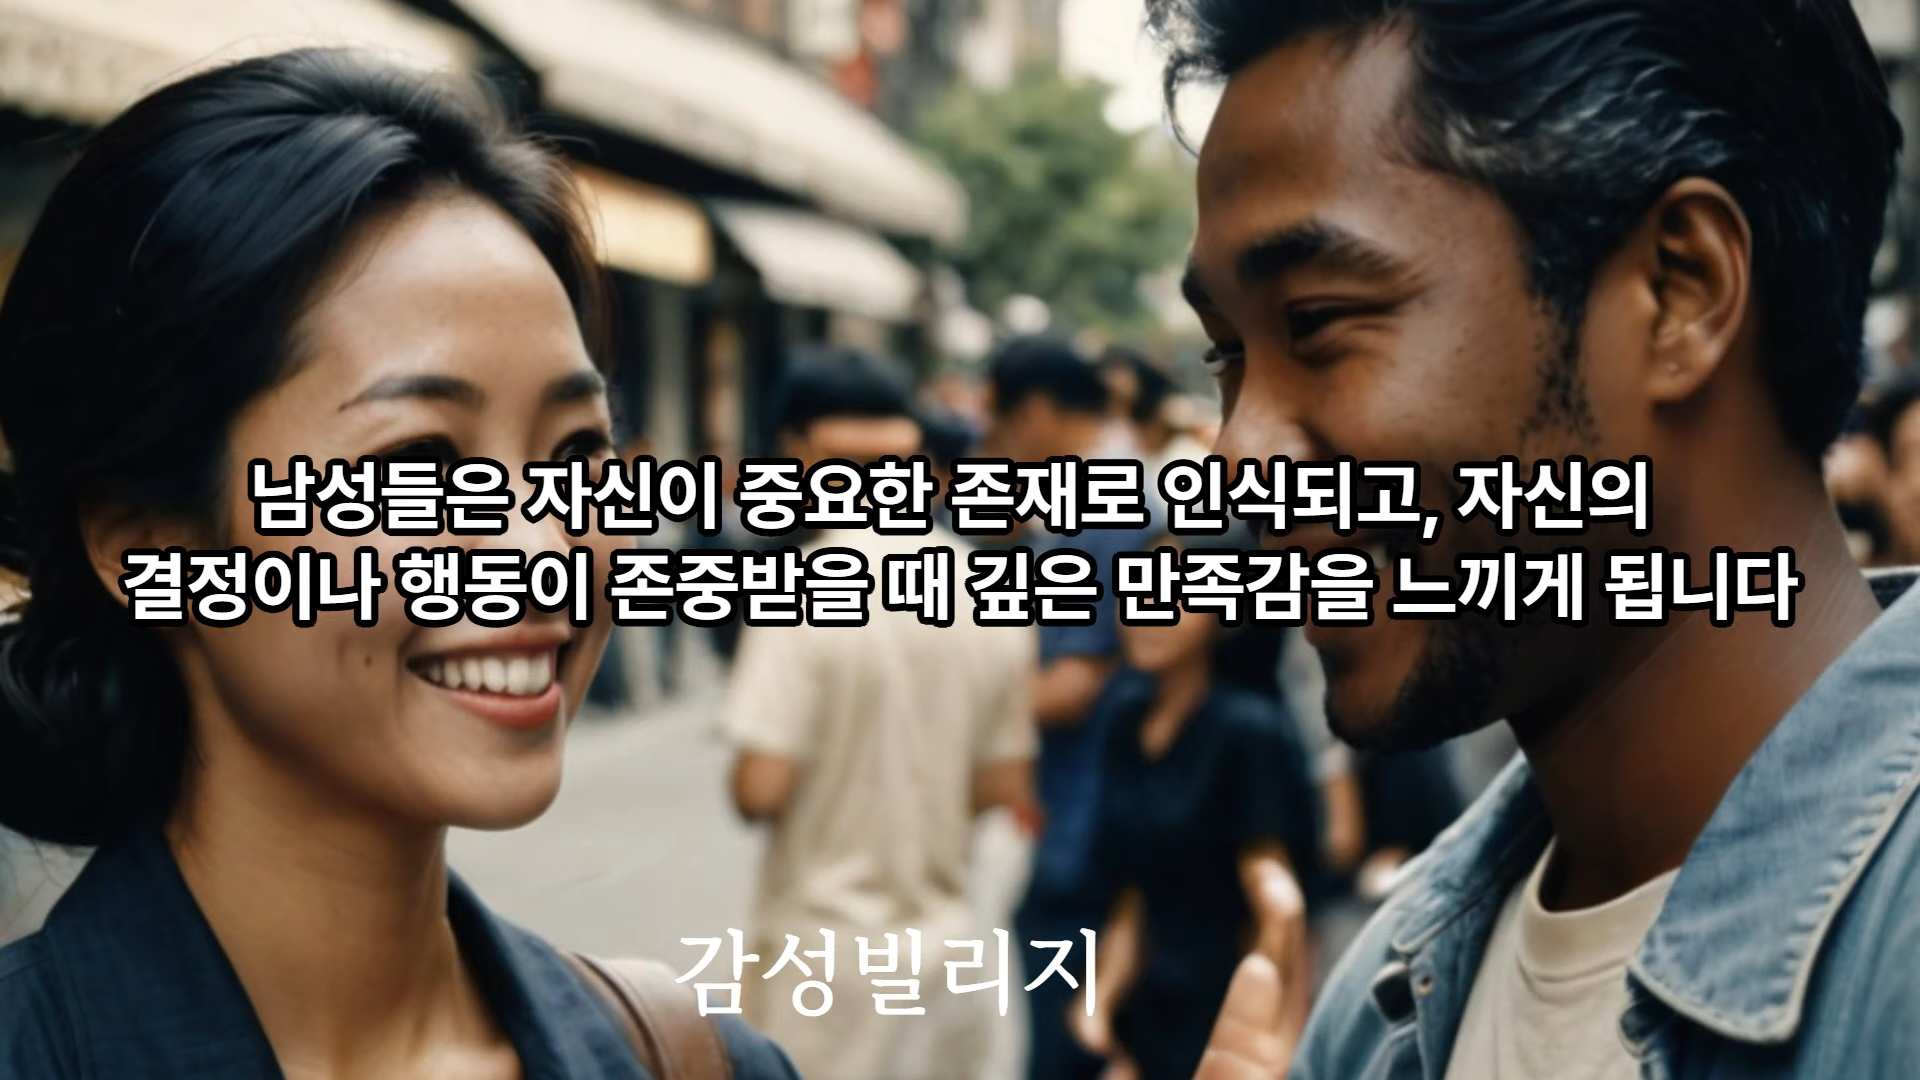 남성들은 자신이 중요한 존재로 인식되고, 자신의
결정이나 행동이 존중받을 때 깊은 만족감을 느끼게 됩니다
감성빌리지